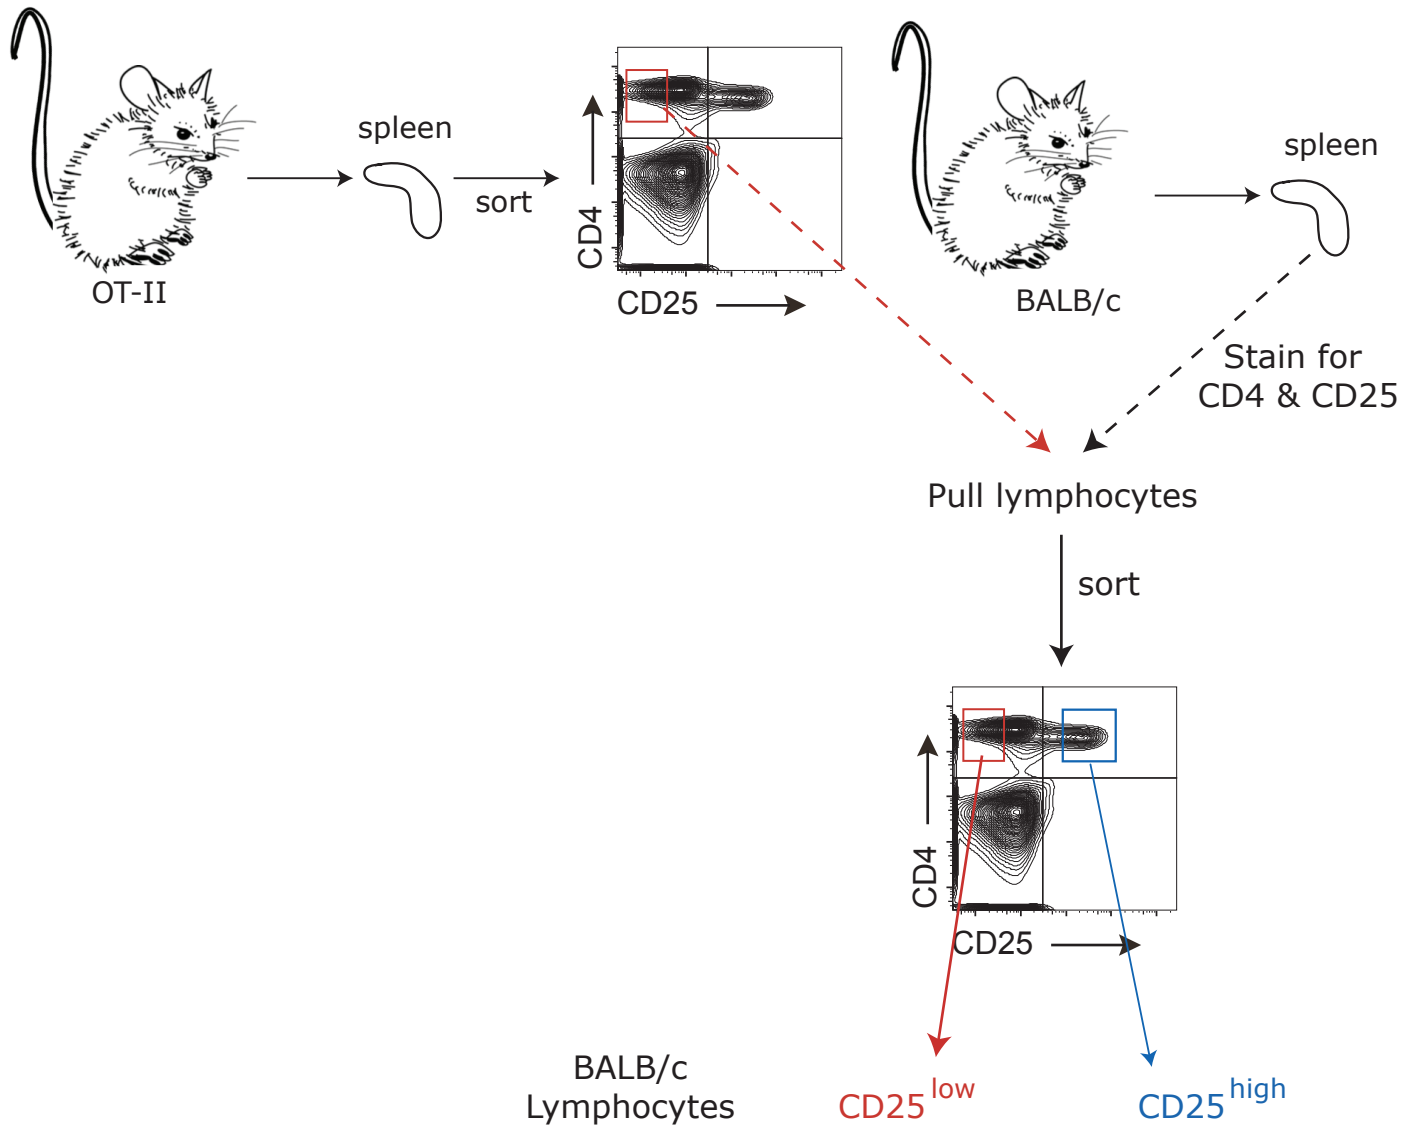 OT-II
spleen
sort
CD4
CD25
BALB/c
spleen
Stain for
CD4 & CD25
Pull lymphocytes
sort
CD4
CD25
BALB/c
Lymphocytes
CD25 low
CD25 high